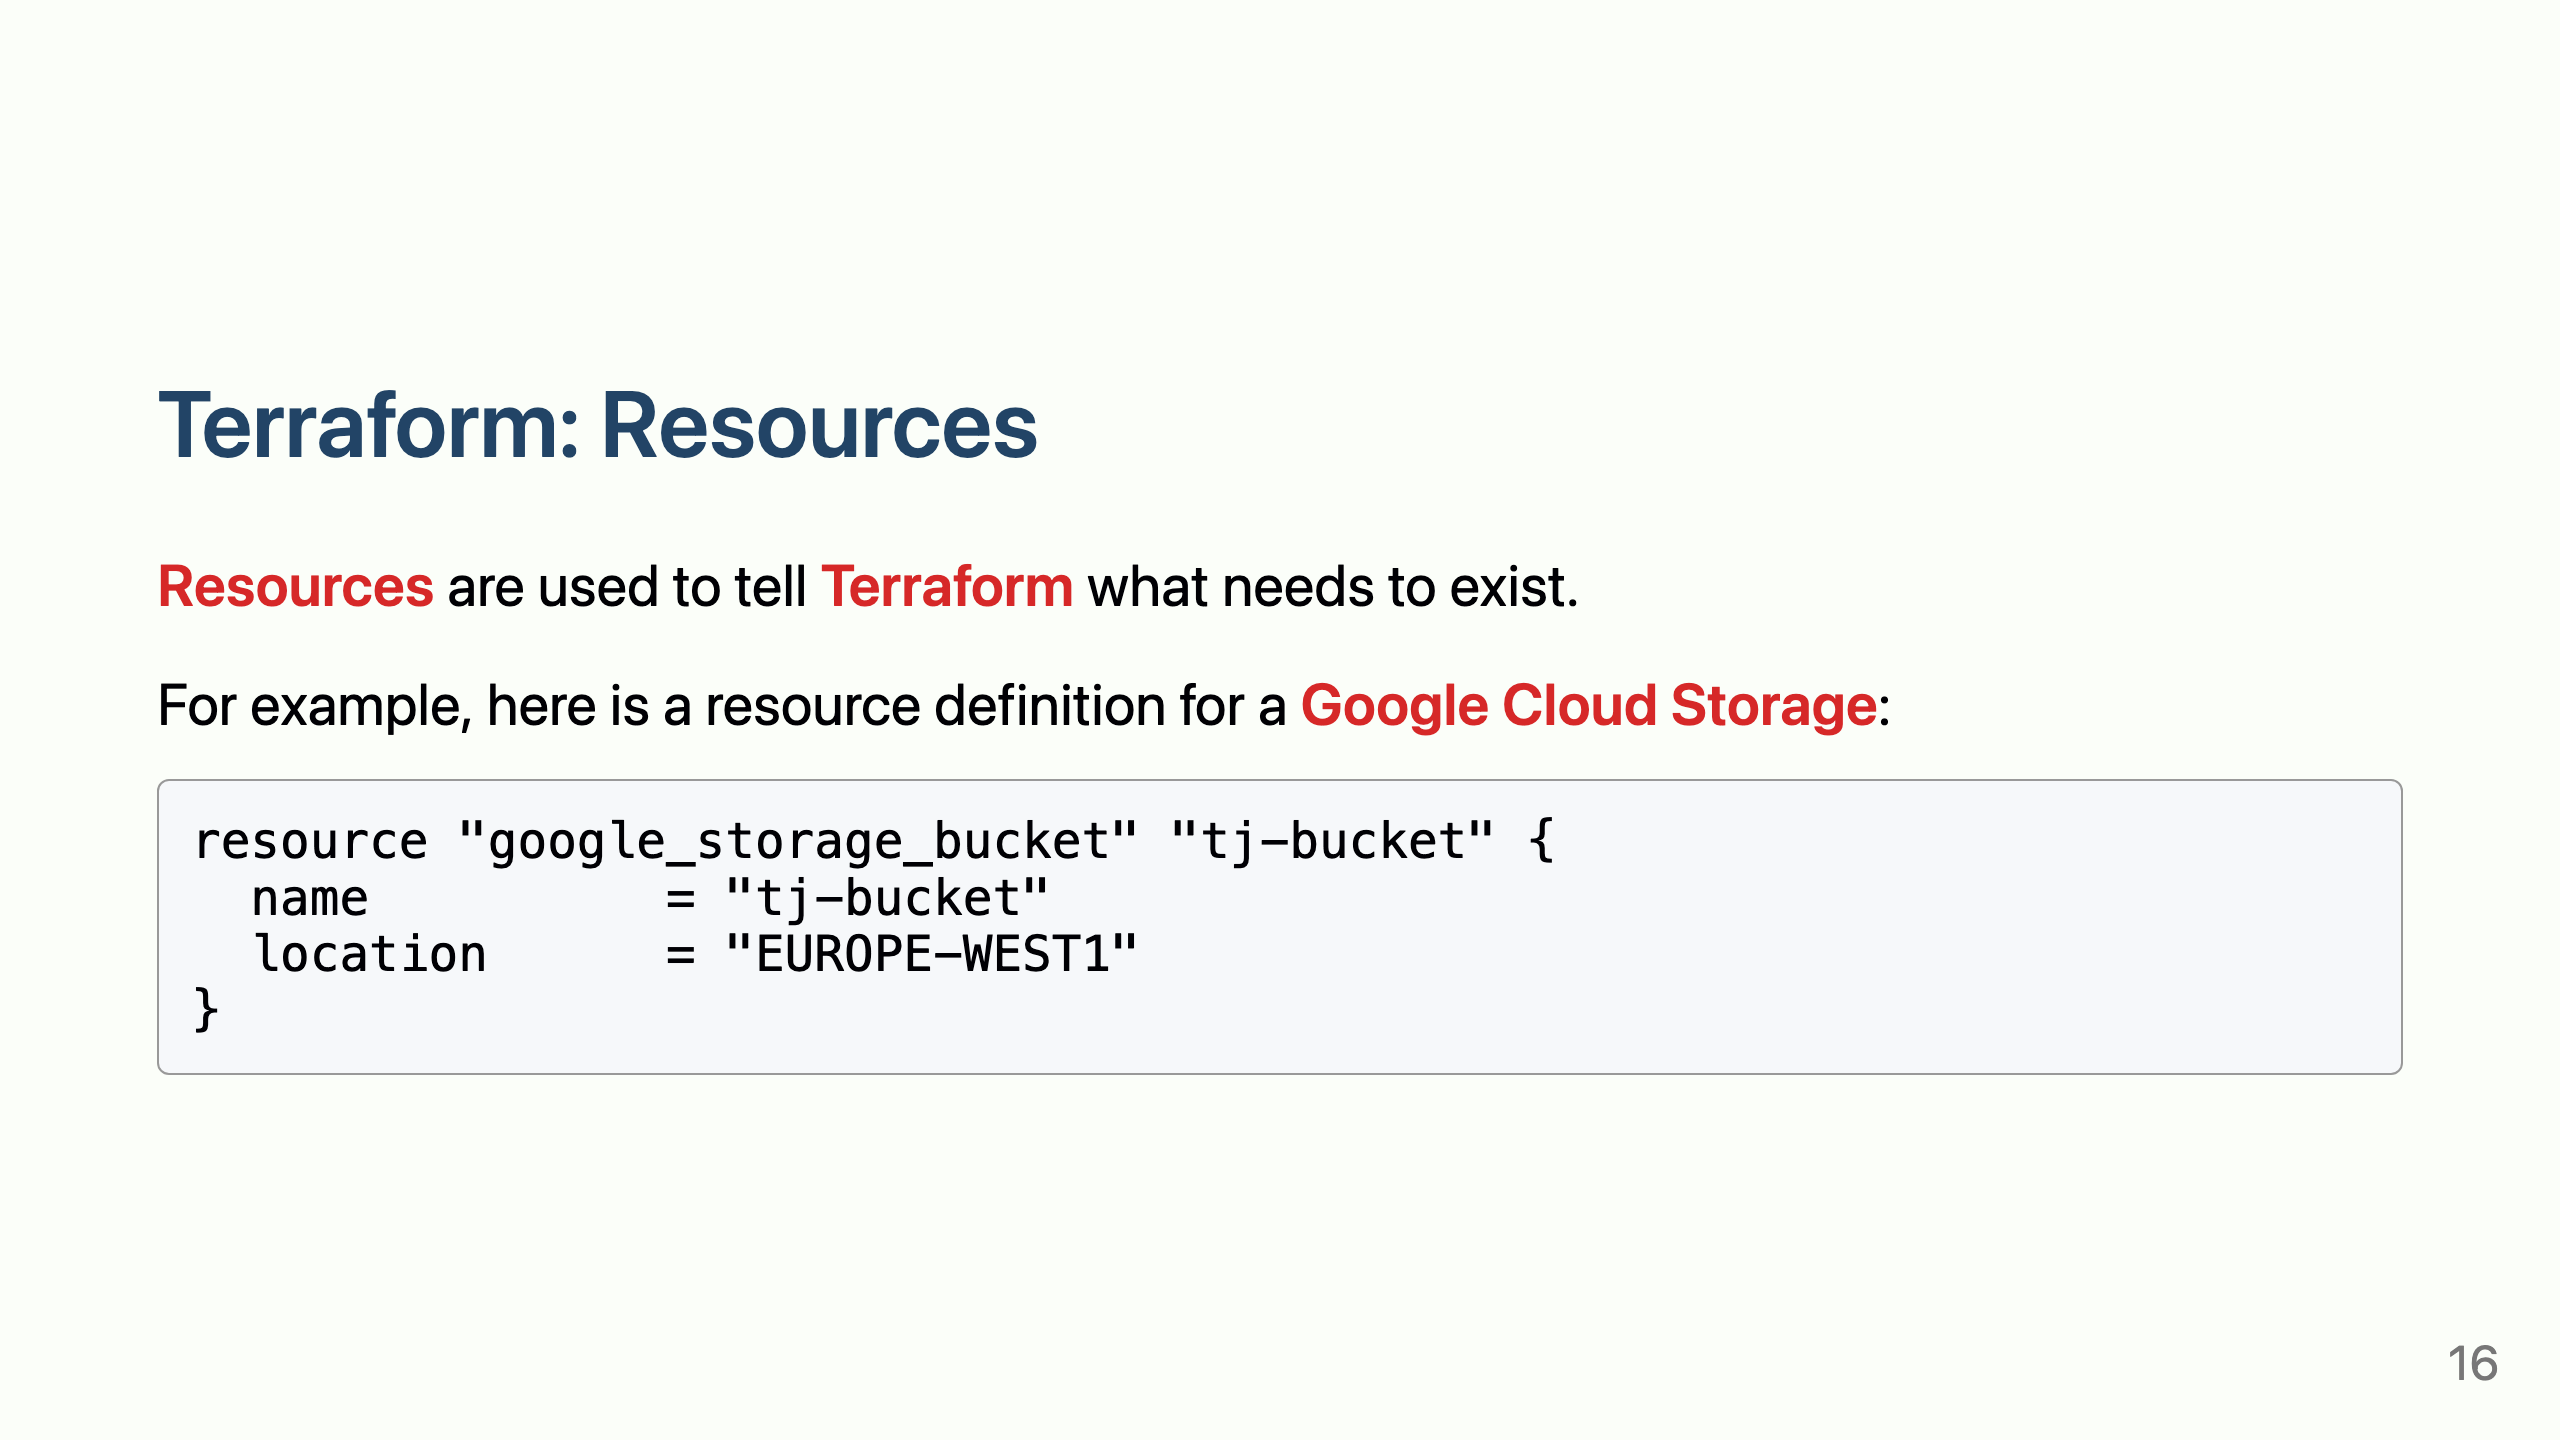 Terraform: Resources
Resources are used to tell Terraform what needs to exist.
For example, here is a resource definition for a Google Cloud Storage:
resource "google_storage_bucket" "tj-bucket" {
  name          = "tj-bucket"
  location      = "EUROPE-WEST1"
}
16